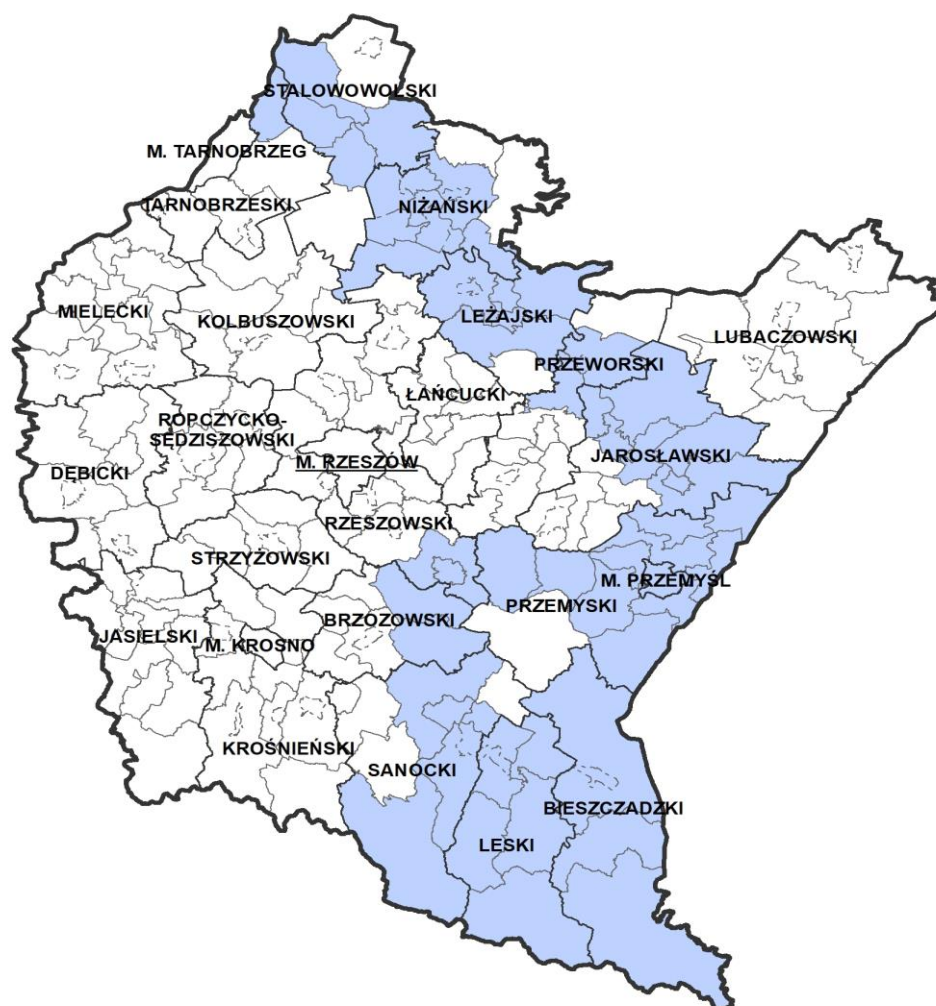 STALOWOWOLSKI
M. TARNOBRZEG
TARNOBRZESKI
NIŻAŃSKI
MIELECKI
KOLBUSZOWSKI
LEŻAJSKI
LUBACZOWSKI
PRZEWORSKI
ŁAŃCUCKI
ROPCZYCKO-
SĘDZISZOWSKI
DĘBICKI
M. RZESZÓW
JAROSŁAWSKI
RZESZOWSKI
STRZYŻOWSKI
M. PRZEMYŚL
PRZEMYSKI
BRZOZOWSKI
JASIELSKI
M. KROSNO
KROŚNIEŃSKI
SANOCKI
BIESZCZADZKI
LESKI